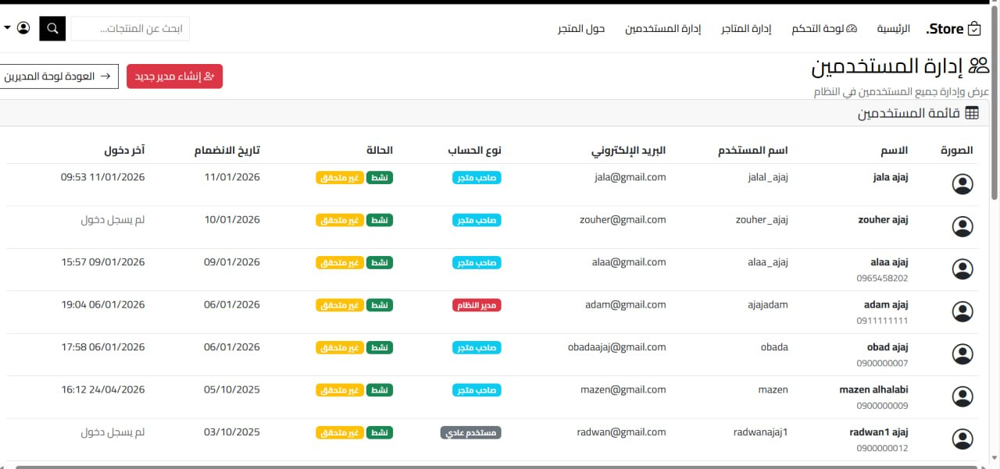 Store.
الرئيسية
لوحة التحكم
إدارة المتاجر
إدارة المستخدمين
حول المتجر
ابحث عن المنتجات...
إدارة المستخدمين
عرض وإدارة جميع المستخدمين في النظام
إنشاء مدير جديد
العودة لوحة المديرين
قائمة المستخدمين
الصورة الاسم اسم المستخدم البريد الإلكتروني نوع الحساب الحالة تاريخ الانضمام آخر دخول
jala ajaj jalal_ajaj jala@gmail.com صاحب متجر نشط غير متحقق 11/01/2026 09:53 11/01/2026
zouher ajaj zouher_ajaj zouher@gmail.com صاحب متجر نشط غير متحقق 10/01/2026 لم يسجل دخول
alaa ajaj alaa_ajaj alaa@gmail.com صاحب متجر نشط غير متحقق 09/01/2026 15:57 09/01/2026
0965458202
adam ajaj ajajadam adam@gmail.com مدير النظام نشط غير متحقق 06/01/2026 19:04 06/01/2026
0911111111
obad ajaj obada obadaajaj@gmail.com صاحب متجر نشط غير متحقق 06/01/2026 17:58 06/01/2026
0900000007
mazen alhalabi mazen mazen@gmail.com صاحب متجر نشط غير متحقق 05/10/2025 16:12 24/04/2026
0900000009
radwan1 ajaj radwanajaj1 radwan@gmail.com مستخدم عادي نشط غير متحقق 03/10/2025 لم يسجل دخول
0900000012